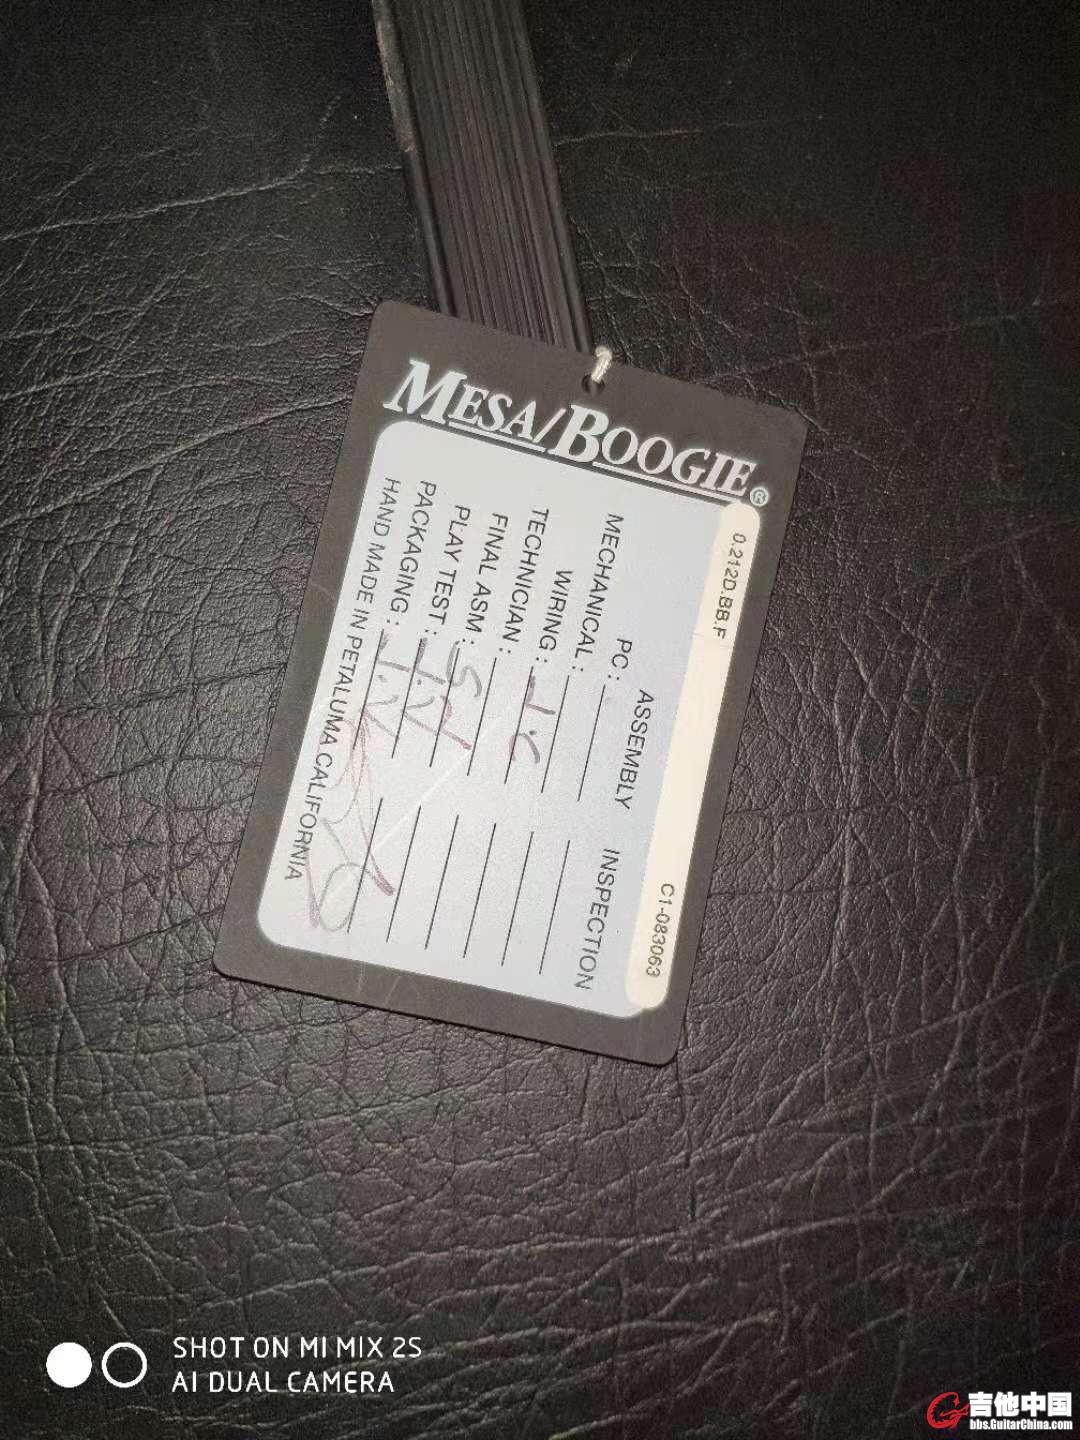 MESA/BOOGIE®
0.212D.BB.F
C1-083063
ASSEMBLY INSPECTION
PC:
MECHANICAL:
WIRING: J.C
TECHNICIAN:
FINAL ASM:
PLAY TEST:
PACKAGING:
HAND MADE IN PETALUMA CALIFORNIA
SHOT ON MI MIX 2S
AI DUAL CAMERA
吉他中国
bbs.GuitarChina.com